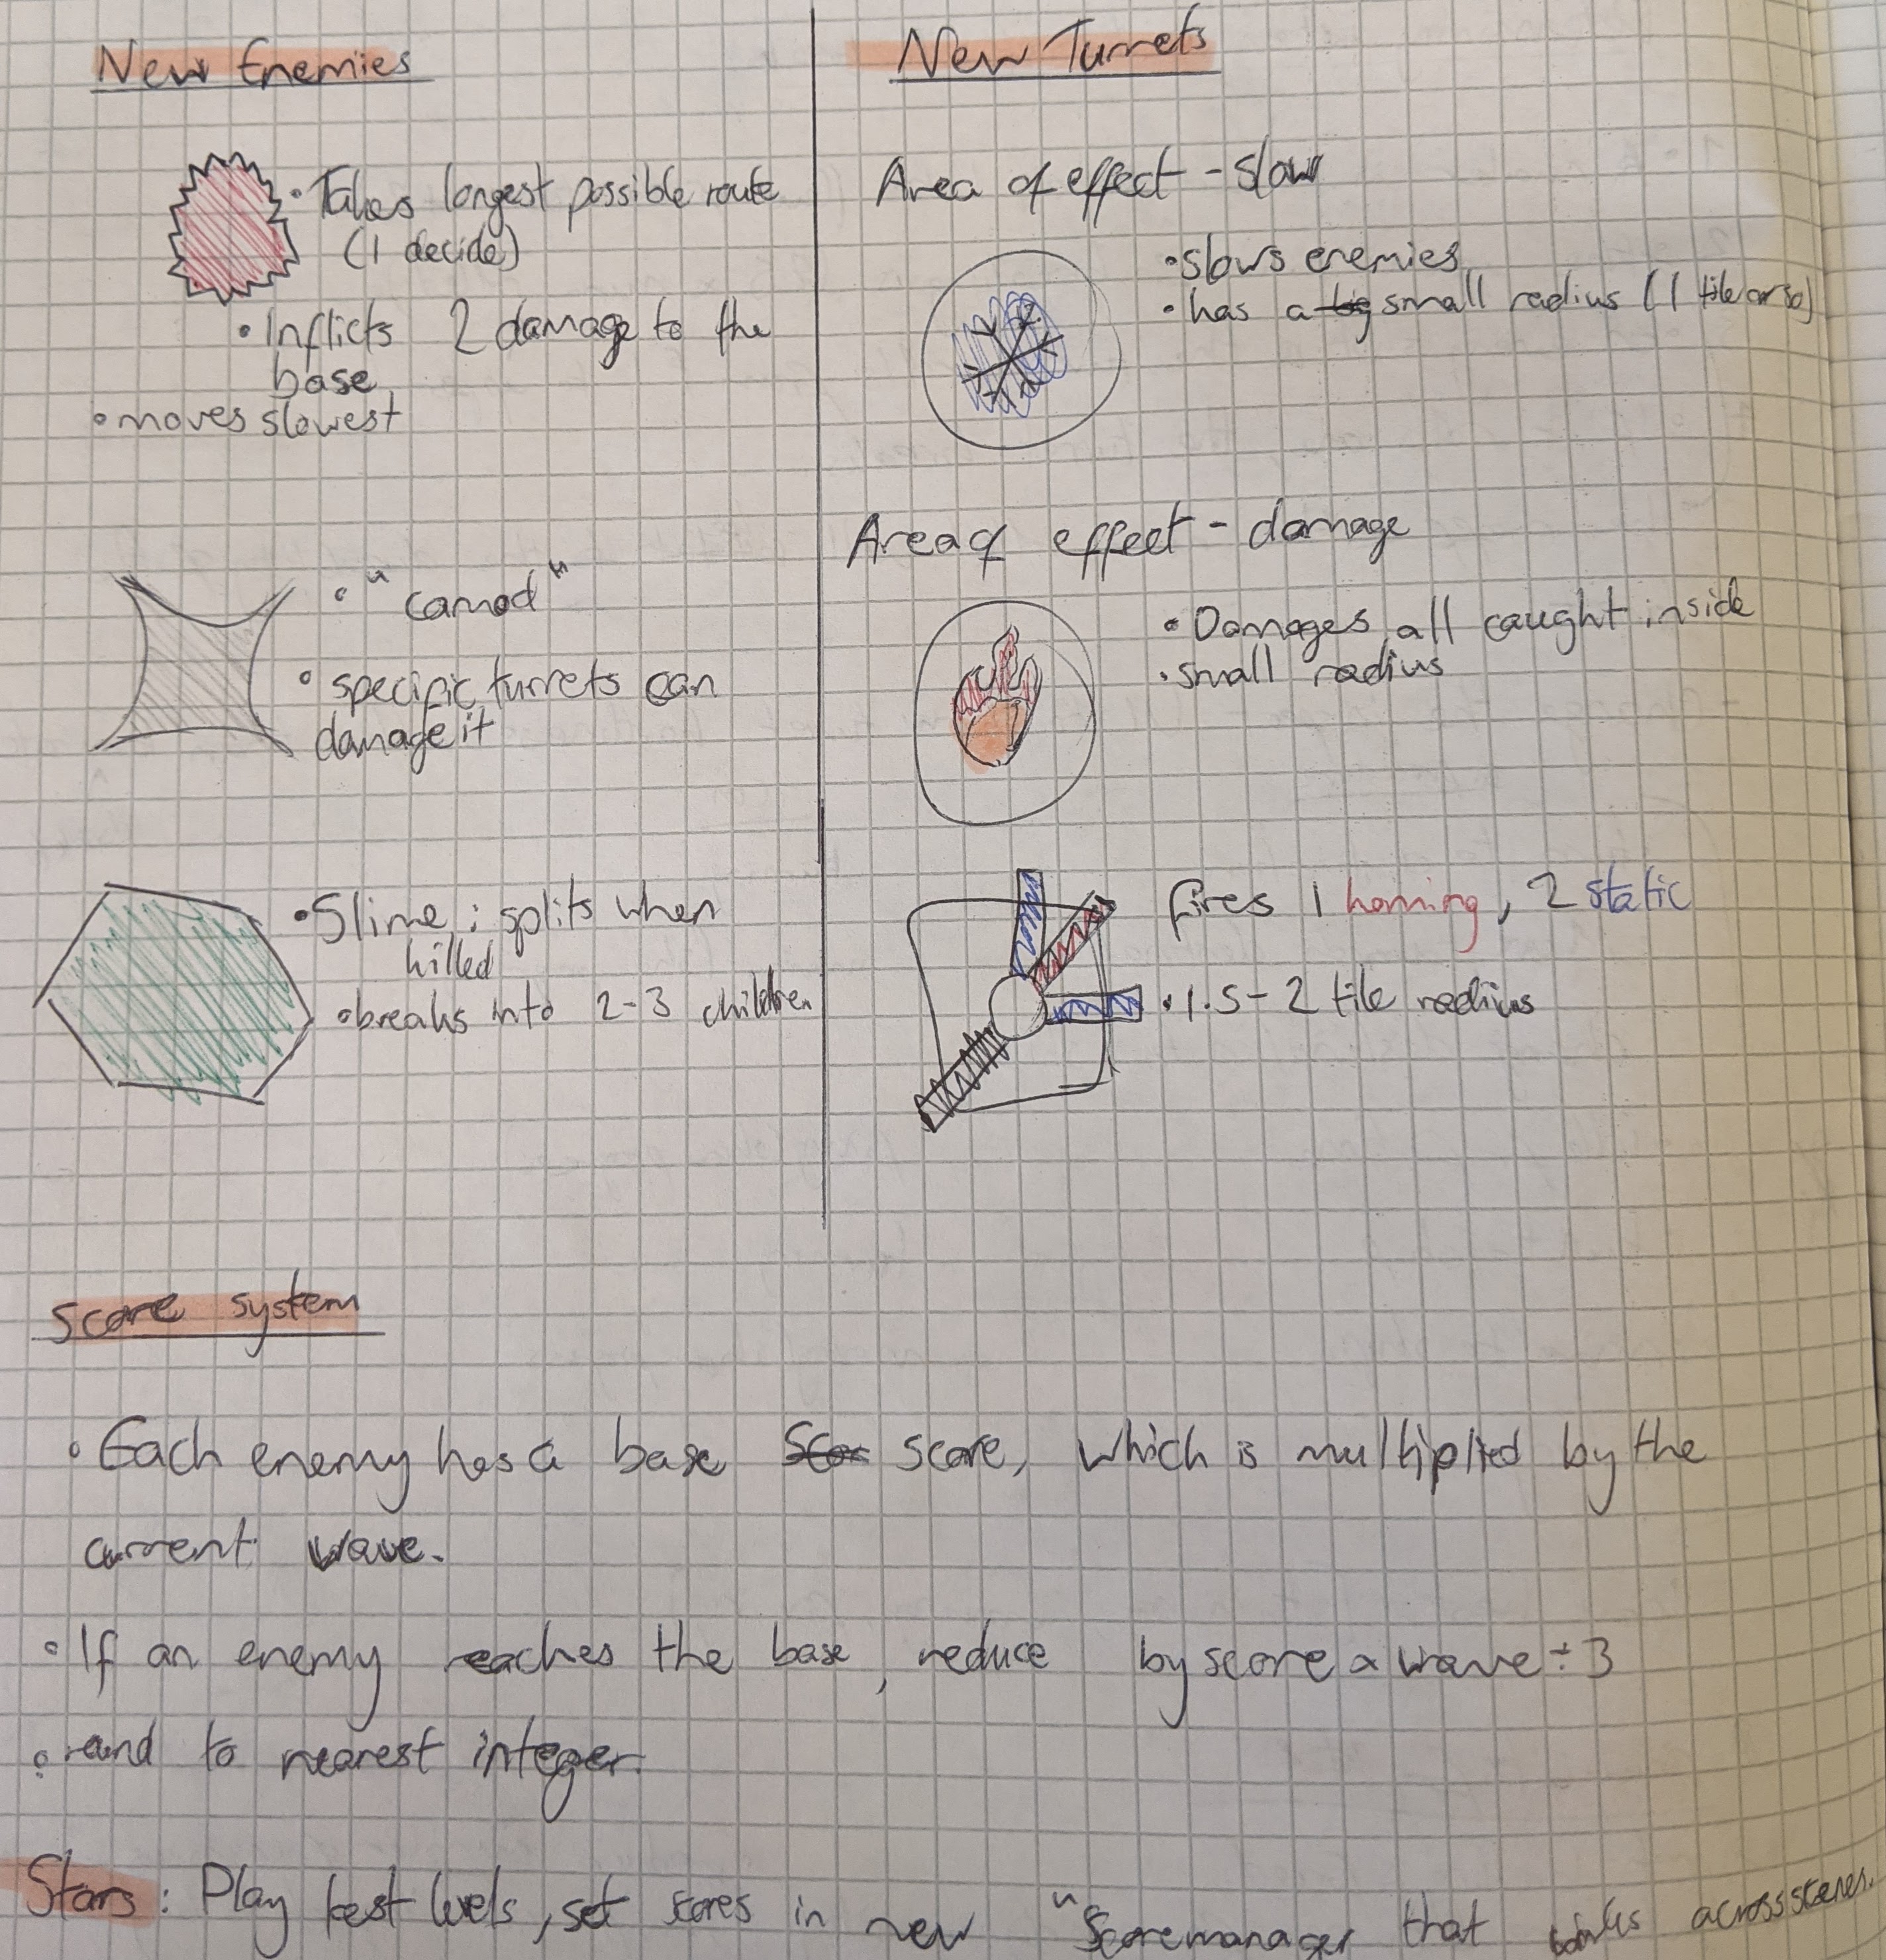 New Enemies
• Takes longest possible route
(I decide)
• Inflicts 2 damage to the
base
• moves slowest
• "camod"
• specific turrets can
damage it
• Slime : splits when
killed
• breaks into 2-3 children
New Turrets
Area of effect - slow
• slows enemies
• has a big small radius (1 tile or so)
Area of effect - damage
• Damages all caught inside
• small radius
fires 1 homing, 2 static
• 1.5 - 2 tile radius
Score system
• Each enemy has a base Scor score, which is multiplied by the
current wave.
• If an enemy reaches the base, reduce by score x wave ÷ 3
• round to nearest integer.
Stars: Play test levels, set scores in new "Scoremanager that across scenes.